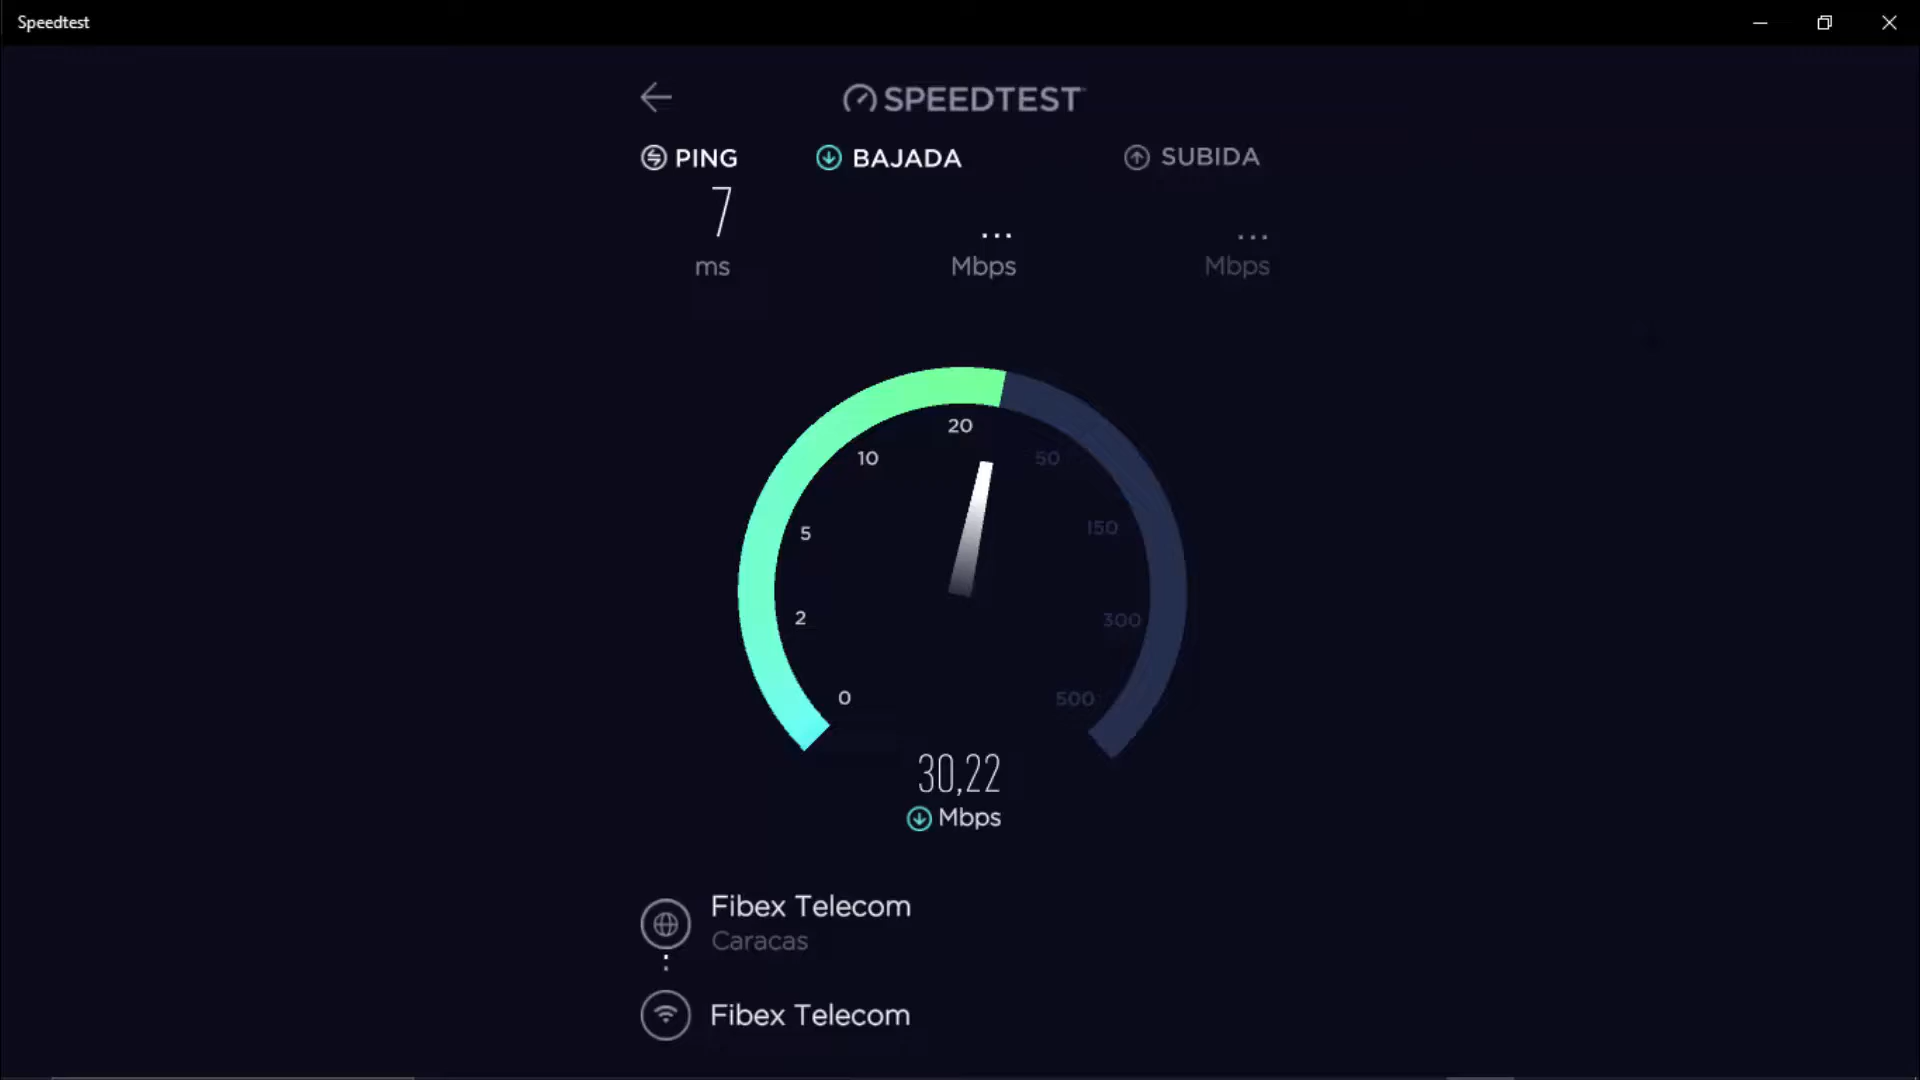 Speedtest
SPEEDTEST
PING
BAJADA
SUBIDA
7
...
...
ms
Mbps
Mbps
20
10
50
5
150
2
300
0
500
30,22
Mbps
Fibex Telecom
Caracas
Fibex Telecom